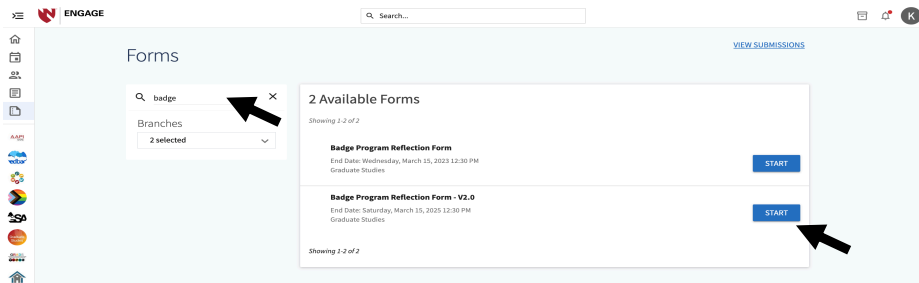 ENGAGE
Search...
K
Forms
VIEW SUBMISSIONS
badge
Branches
2 selected
2 Available Forms
Showing 1-2 of 2
Badge Program Reflection Form
End Date: Wednesday, March 15, 2023 12:30 PM
Graduate Studies
START
Badge Program Reflection Form - V2.0
End Date: Saturday, March 15, 2025 12:30 PM
Graduate Studies
START
Showing 1-2 of 2
AAPI